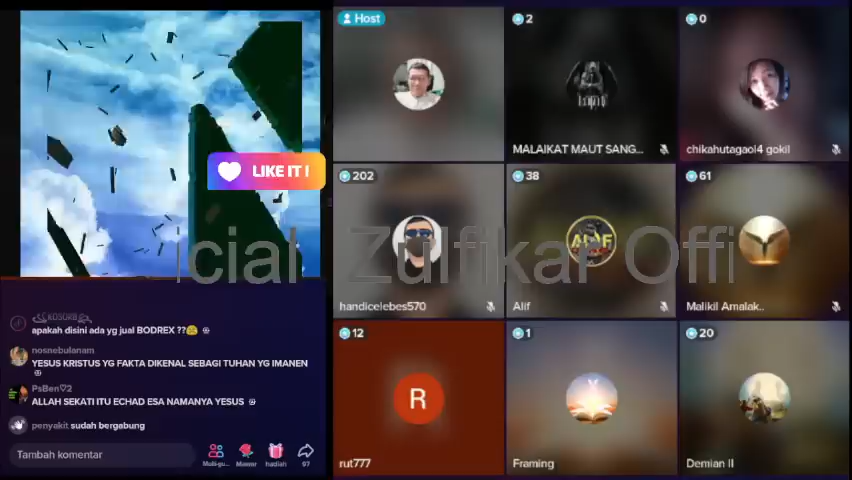 Host
2
0
MALAIKAT MAUT SANG...
chikahutagaol4 gokil
LIKE IT !
202
38
61
icial Zulfikar Offi
ALIF
handicelebes570
Alif
Malikil Amalak..
apakah disini ada yg jual BODREX ??
nosnebulanam
YESUS KRISTUS YG FAKTA DIKENAL SEBAGI TUHAN YG IMANEN
PsBen♡2
ALLAH SEKATI ITU ECHAD ESA NAMANYA YESUS
penyakit sudah bergabung
Tambah komentar
Multi-gu...
Mawar
hadiah
97
12
1
20
R
rut777
Framing
Demian II